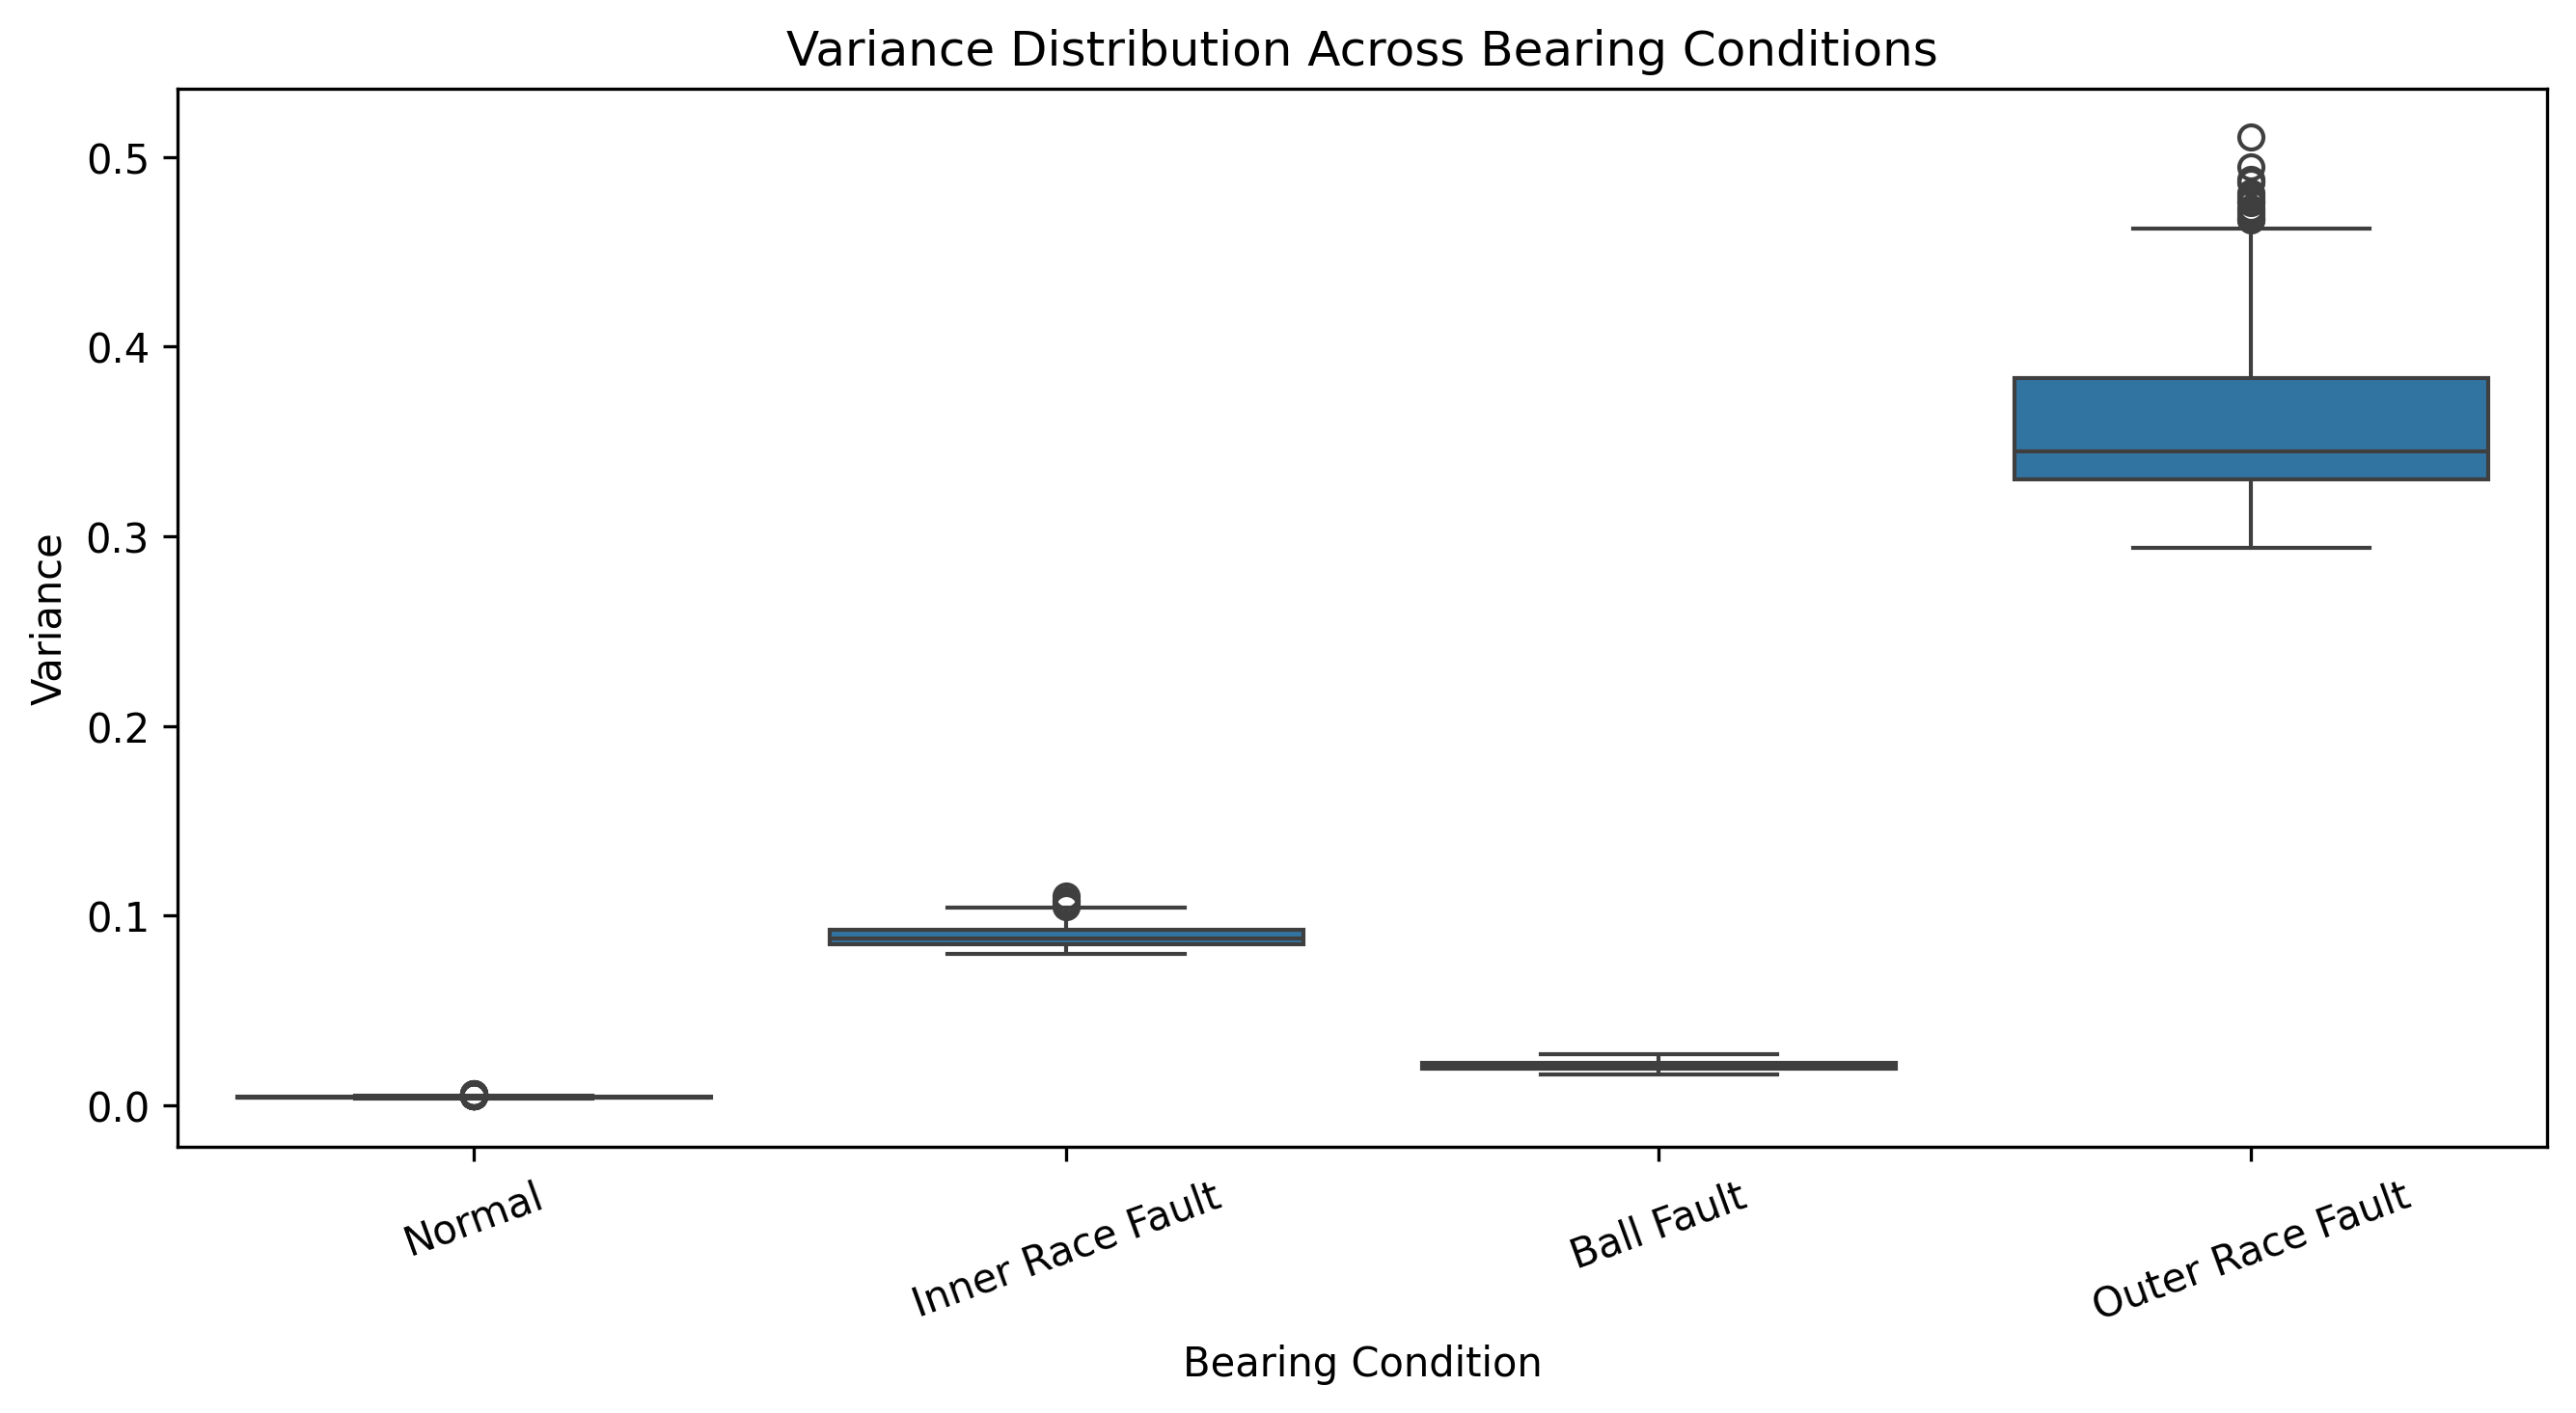 Variance Distribution Across Bearing Conditions
Variance
0.5
0.4
0.3
0.2
0.1
0.0
Normal
Inner Race Fault
Ball Fault
Outer Race Fault
Bearing Condition